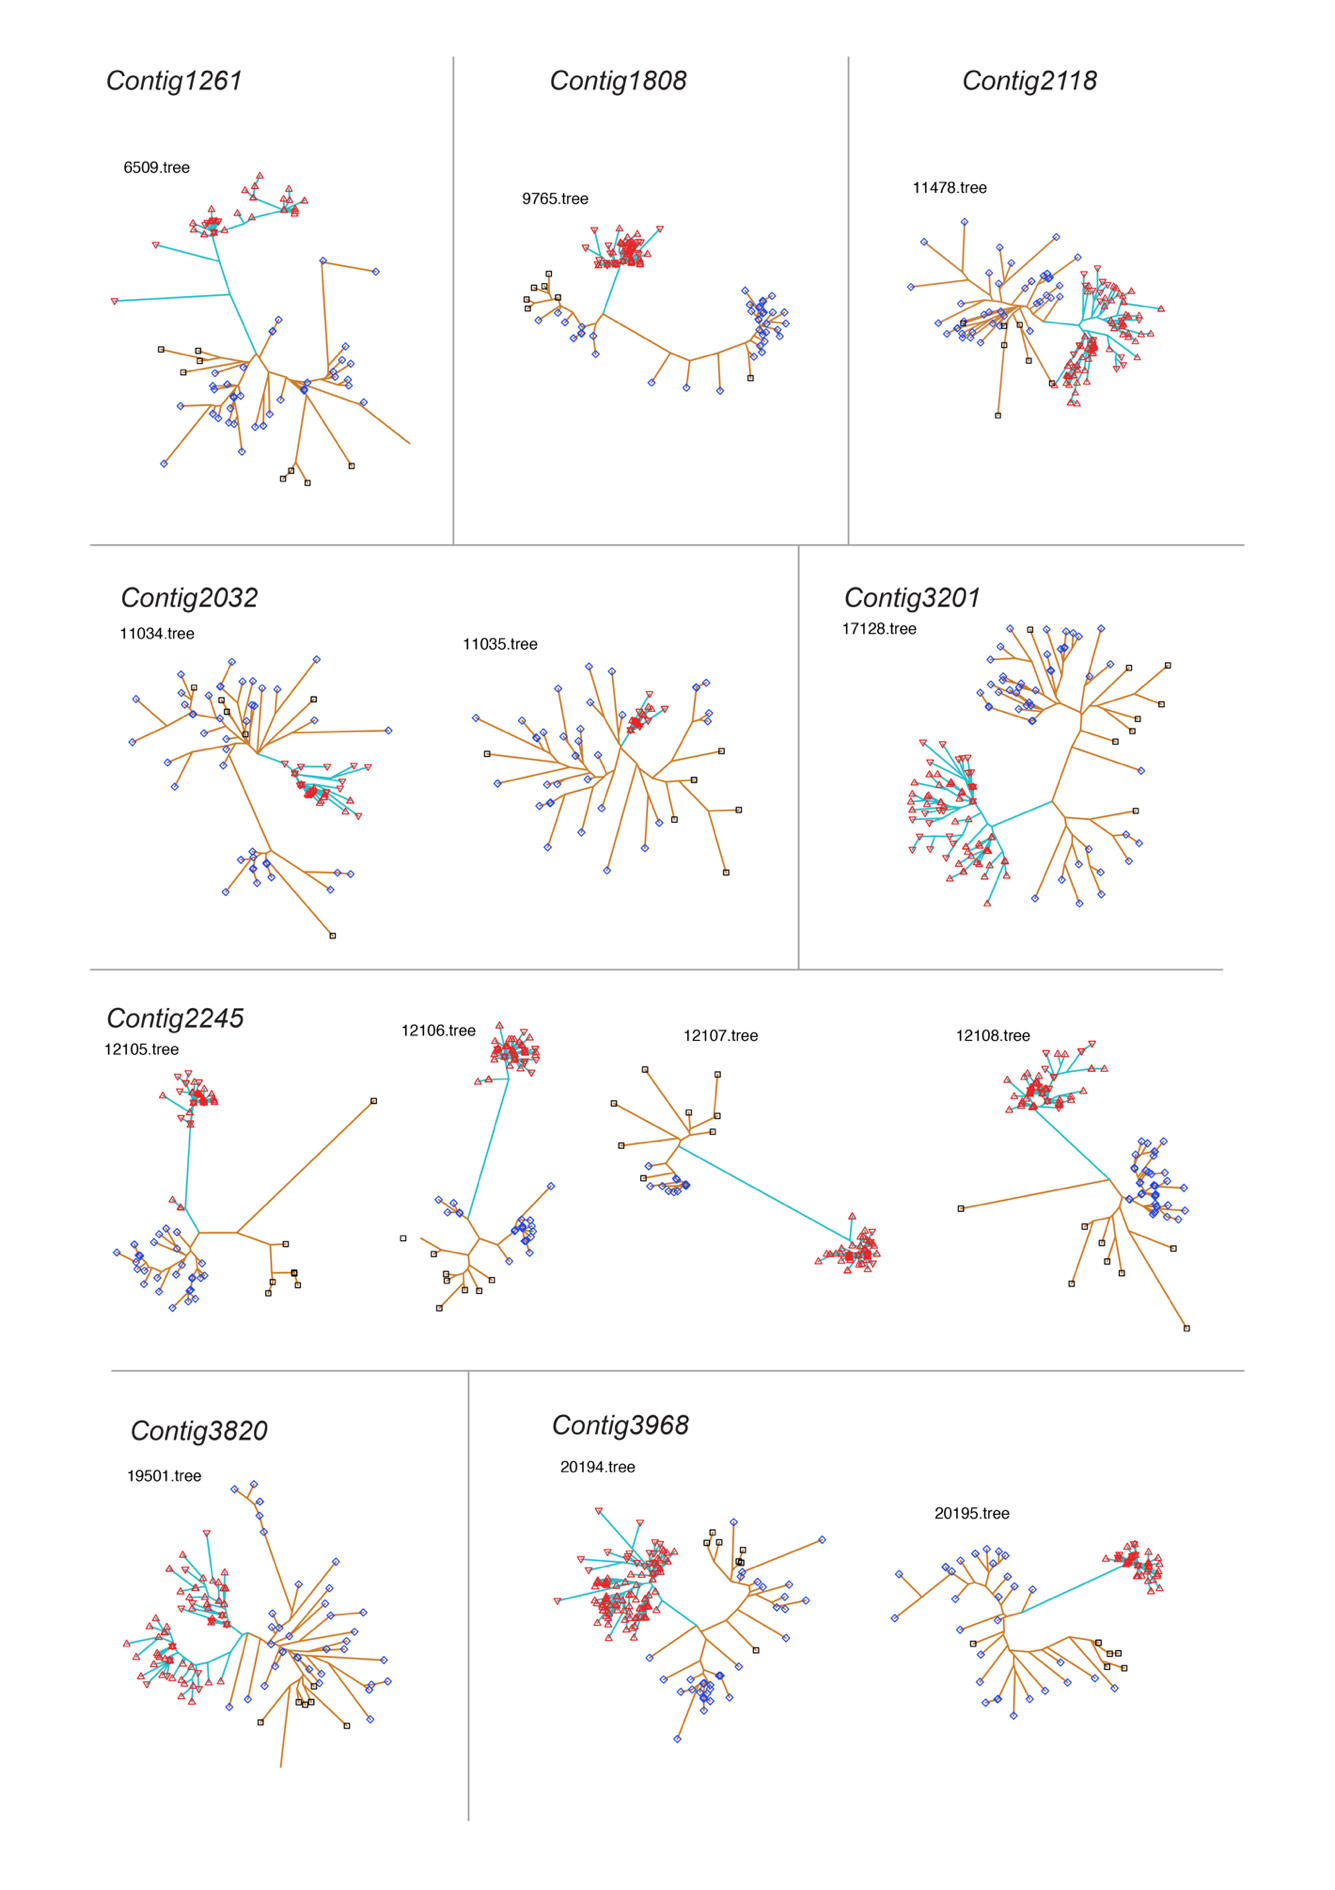 Contig1261
Contig1808
Contig2118
6509.tree
9765.tree
11478.tree
Contig2032
Contig3201
11034.tree
11035.tree
17128.tree
Contig2245
12105.tree
12106.tree
12107.tree
12108.tree
Contig3820
Contig3968
19501.tree
20194.tree
20195.tree